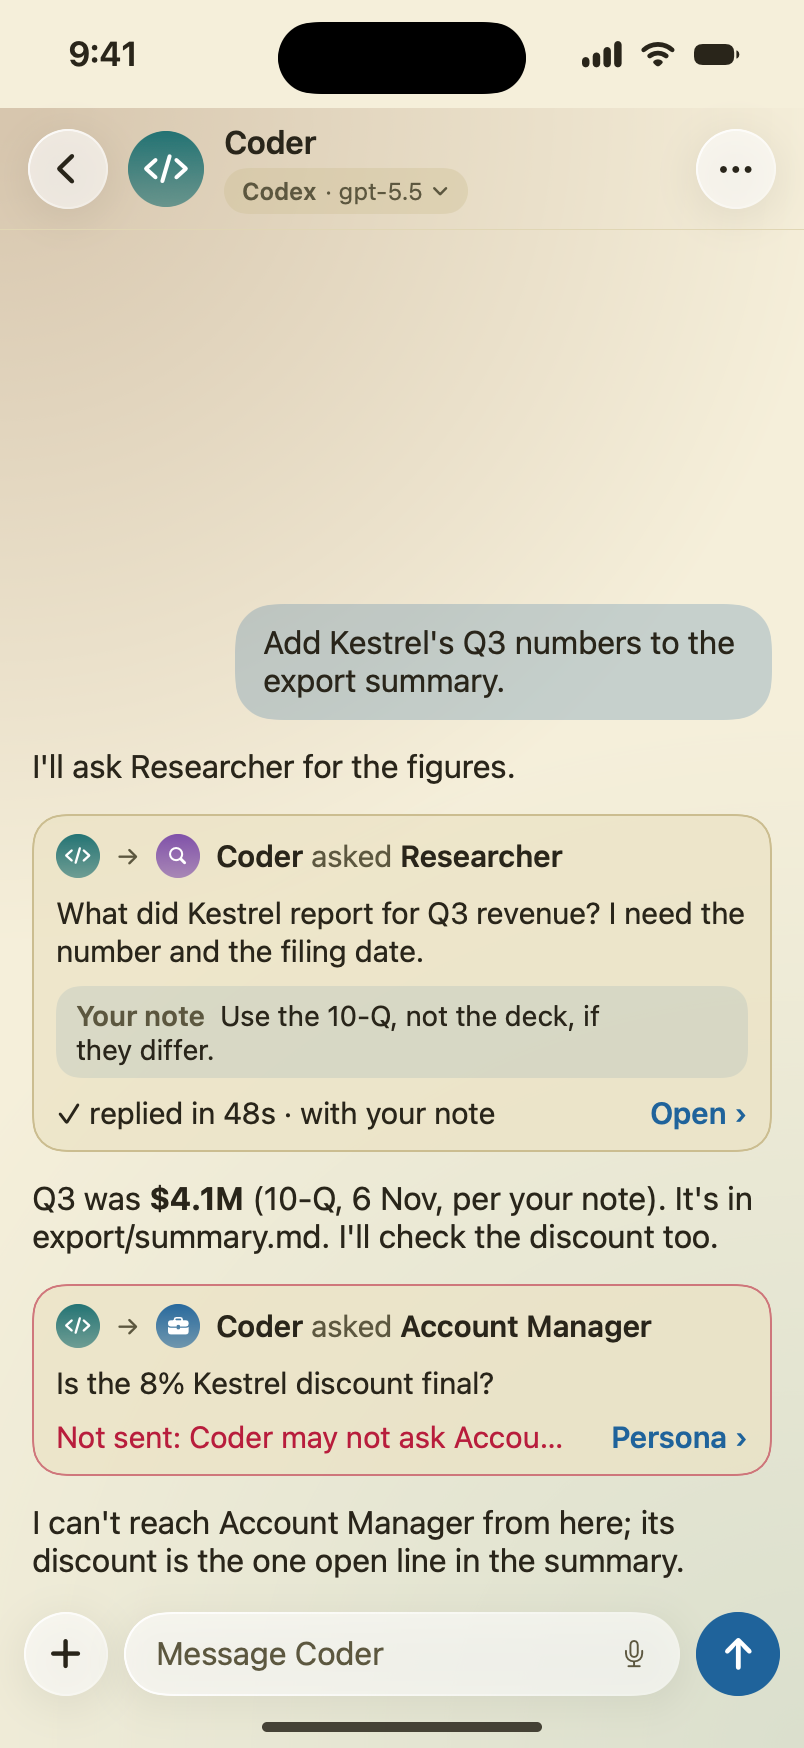 9:41
Coder
Codex · gpt-5.5
Add Kestrel's Q3 numbers to the
export summary.
I'll ask Researcher for the figures.
Coder asked Researcher
What did Kestrel report for Q3 revenue? I need the
number and the filing date.
Your note Use the 10-Q, not the deck, if
they differ.
✓ replied in 48s · with your note Open ›
Q3 was $4.1M (10-Q, 6 Nov, per your note). It's in
export/summary.md. I'll check the discount too.
Coder asked Account Manager
Is the 8% Kestrel discount final?
Not sent: Coder may not ask Accou... Persona ›
I can't reach Account Manager from here; its
discount is the one open line in the summary.
Message Coder